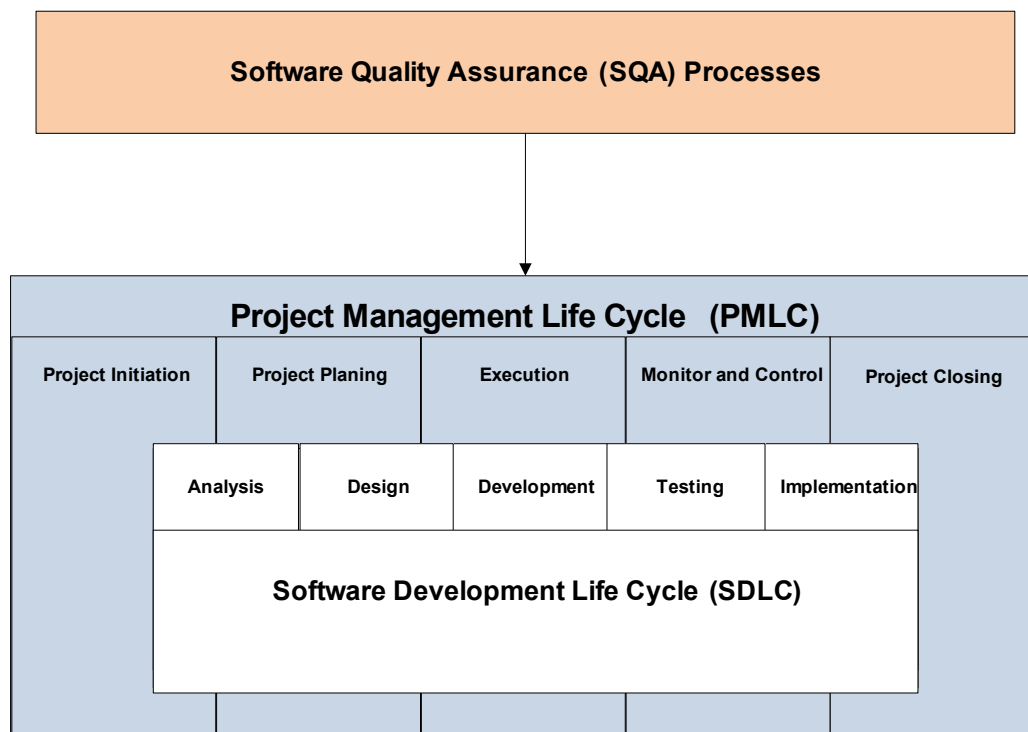 Software Quality Assurance (SQA) Processes
Project Management Life Cycle (PMLC)
Project Initiation
Project Planing
Execution
Monitor and Control
Project Closing
Analysis
Design
Development
Testing
Implementation
Software Development Life Cycle (SDLC)